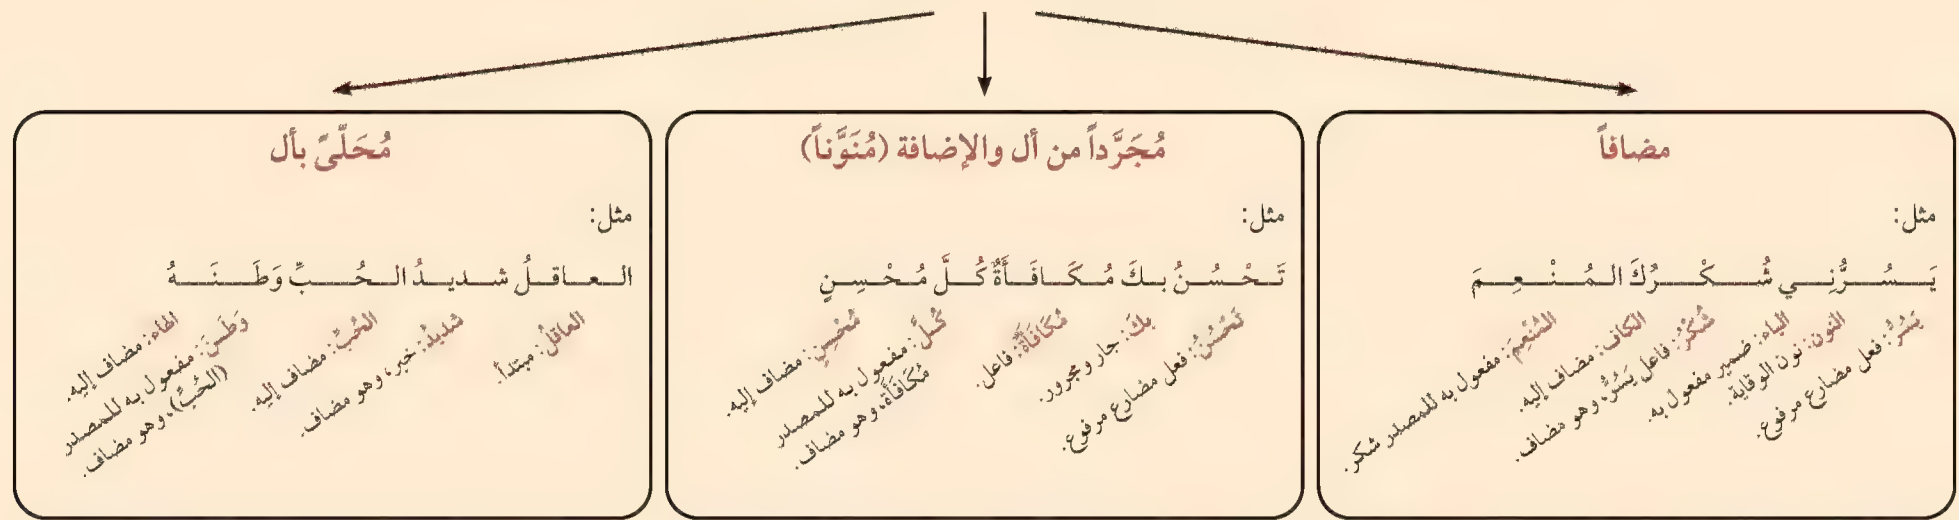 مضافاً
مثل:
يَسُرُّنِي شُكْرُكَ المُنْعِمَ
يَسُرُّ: فعل مضارع مرفوع.
النون: نون الوقاية.
الياء: ضمير مفعول به.
شُكْرُ: فاعل يَسُرُّ، وهو مضاف.
الكاف: مضاف إليه.
المُنْعِمَ: مفعول به للمصدر شكر.
مُجَرَّداً من أل والإضافة (مُنَوَّناً)
مثل:
تَحْسُنُ بكَ مُكَافَأَةٌ كُلَّ مُحْسِنٍ
تَحْسُنُ: فعل مضارع مرفوع.
بكَ: جار ومجرور.
مُكَافَأَةٌ: فاعل.
كُلَّ: مفعول به للمصدر
مُكَافَأَة، وهو مضاف.
مُحْسِنٍ: مضاف إليه.
مُحَلّىً بأل
مثل:
العاقلُ شديدُ الحُبِّ وَطَنَهُ
العاقلُ: مبتدأ.
شديدُ: خبر، وهو مضاف.
الحُبِّ: مضاف إليه.
وَطَنَ: مفعول به للمصدر
(الحُبِّ)، وهو مضاف.
الهاء: مضاف إليه.